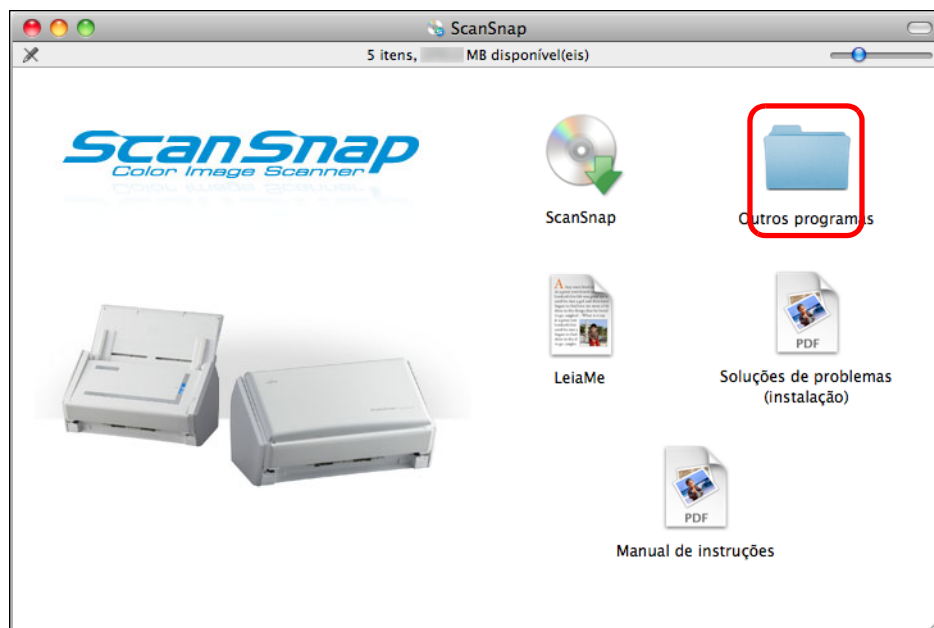 ScanSnap
5 itens, MB disponível(eis)
ScanSnap
Color Image Scanner
ScanSnap
Outros programas
LeiaMe
PDF
Soluções de problemas
(instalação)
PDF
Manual de instruções